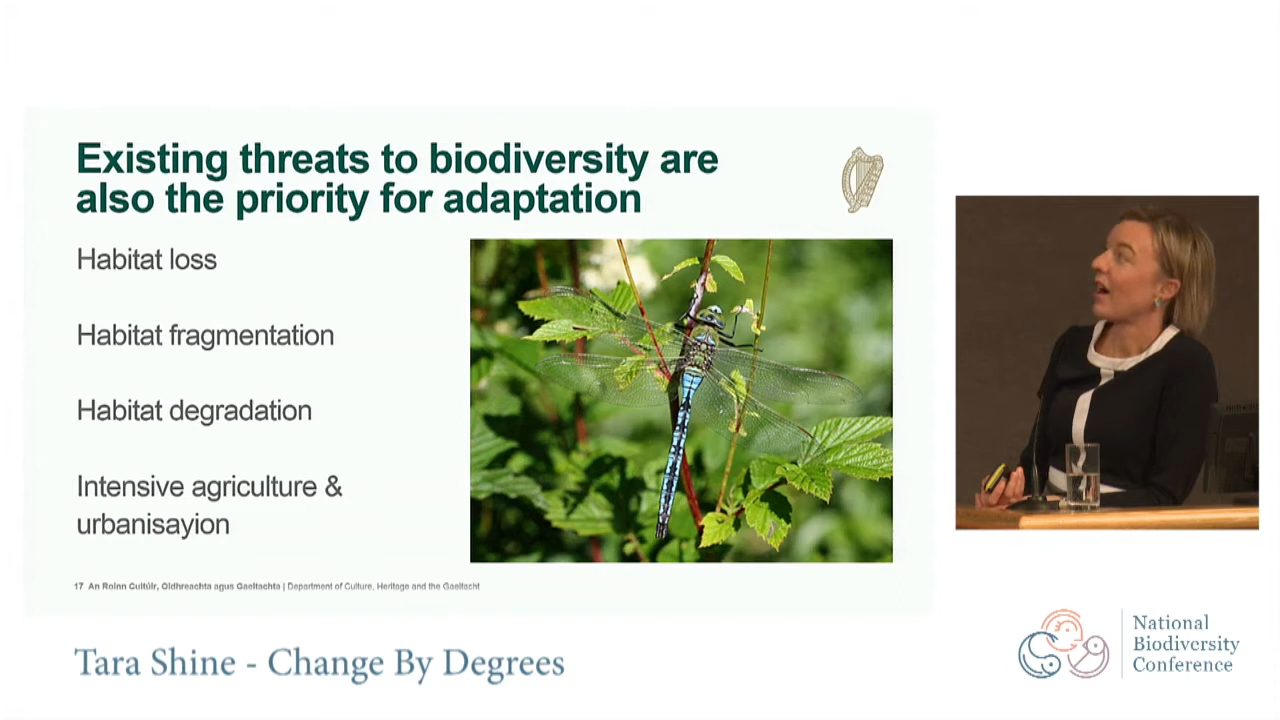 Existing threats to biodiversity are
also the priority for adaptation
Habitat loss
Habitat fragmentation
Habitat degradation
Intensive agriculture &
urbanisayion
17 An Roinn Cultúir, Oidhreachta agus Gaeltachta | Department of Culture, Heritage and the Gaeltacht
Tara Shine - Change By Degrees
National
Biodiversity
Conference